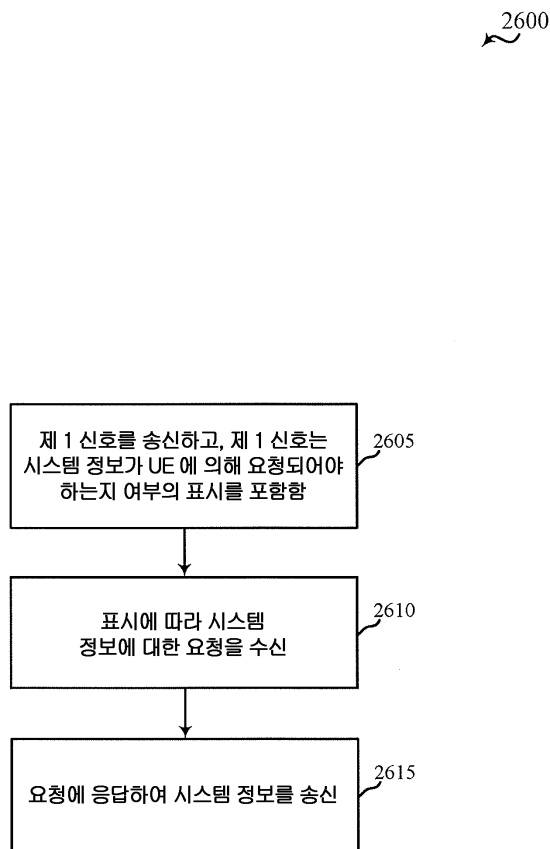 2600
제 1 신호를 송신하고, 제 1 신호는
시스템 정보가 UE 에 의해 요청되어야
하는지 여부의 표시를 포함함
2605
표시에 따라 시스템
정보에 대한 요청을 수신
2610
요청에 응답하여 시스템 정보를 송신
2615